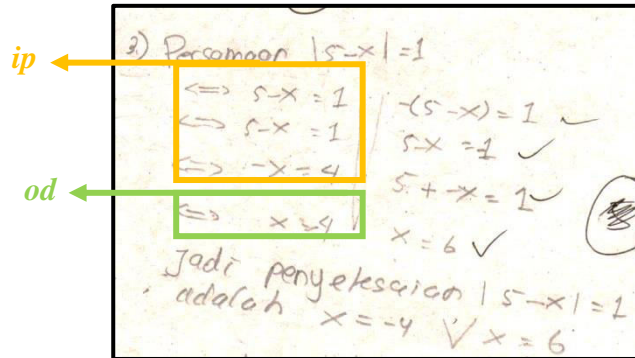 3) Persamaan |5-x| = 1
ip
⟺ 5-x = 1
-(5-x) = 1 ✓
⟺ 5-x = 1
5-x = -1 ✓
⟺ -x = 4
5 + -x = 1 ✓
od
⟺ x = 4
x = 6 ✓
Jadi penyelesaian |5-x| = 1
adalah x = -4 ∨ x = 6